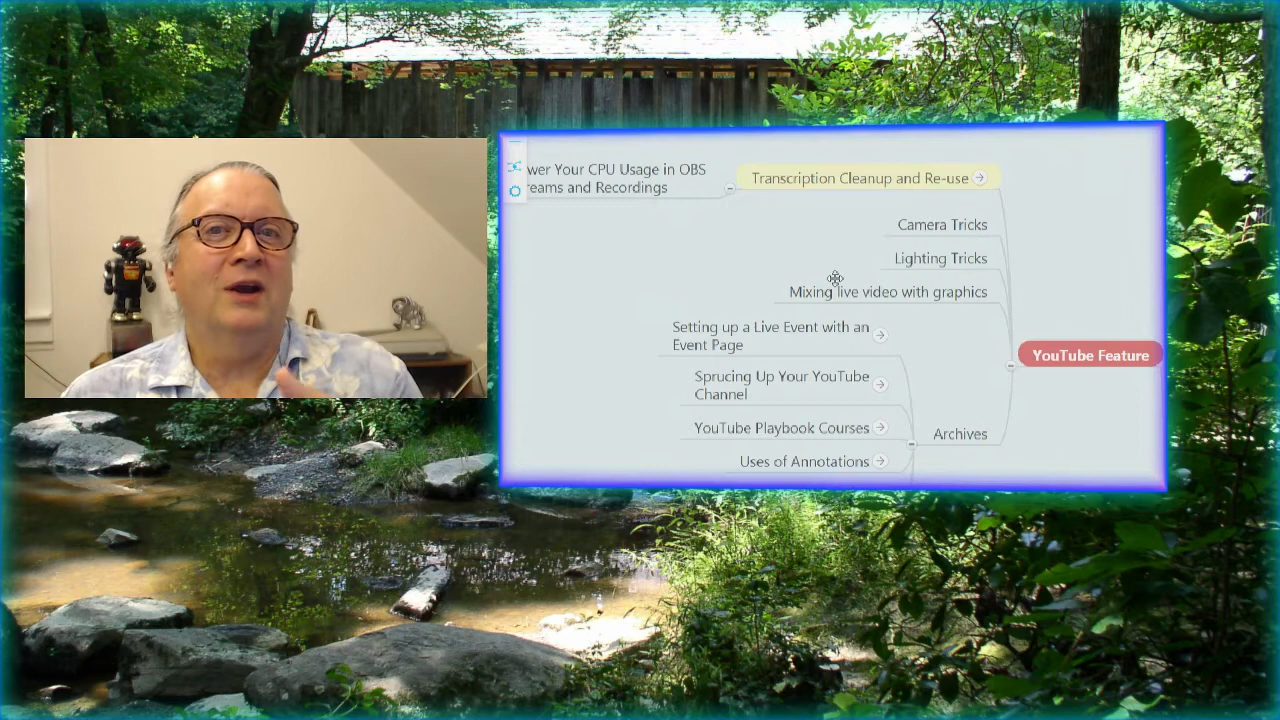 Your CPU Usage in OBS
and Recordings
Transcription Cleanup and Re-use
Camera Tricks
Lighting Tricks
Mixing live video with graphics
Setting up a Live Event with an
Event Page
Sprucing Up Your YouTube
Channel
YouTube Playbook Courses
Uses of Annotations
Archives
YouTube Feature